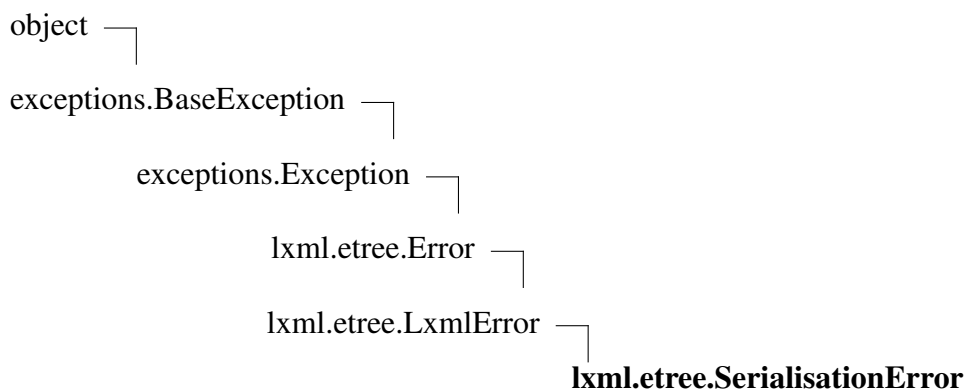 object
exceptions.BaseException
exceptions.Exception
lxml.etree.Error
lxml.etree.LxmlError
lxml.etree.SerialisationError